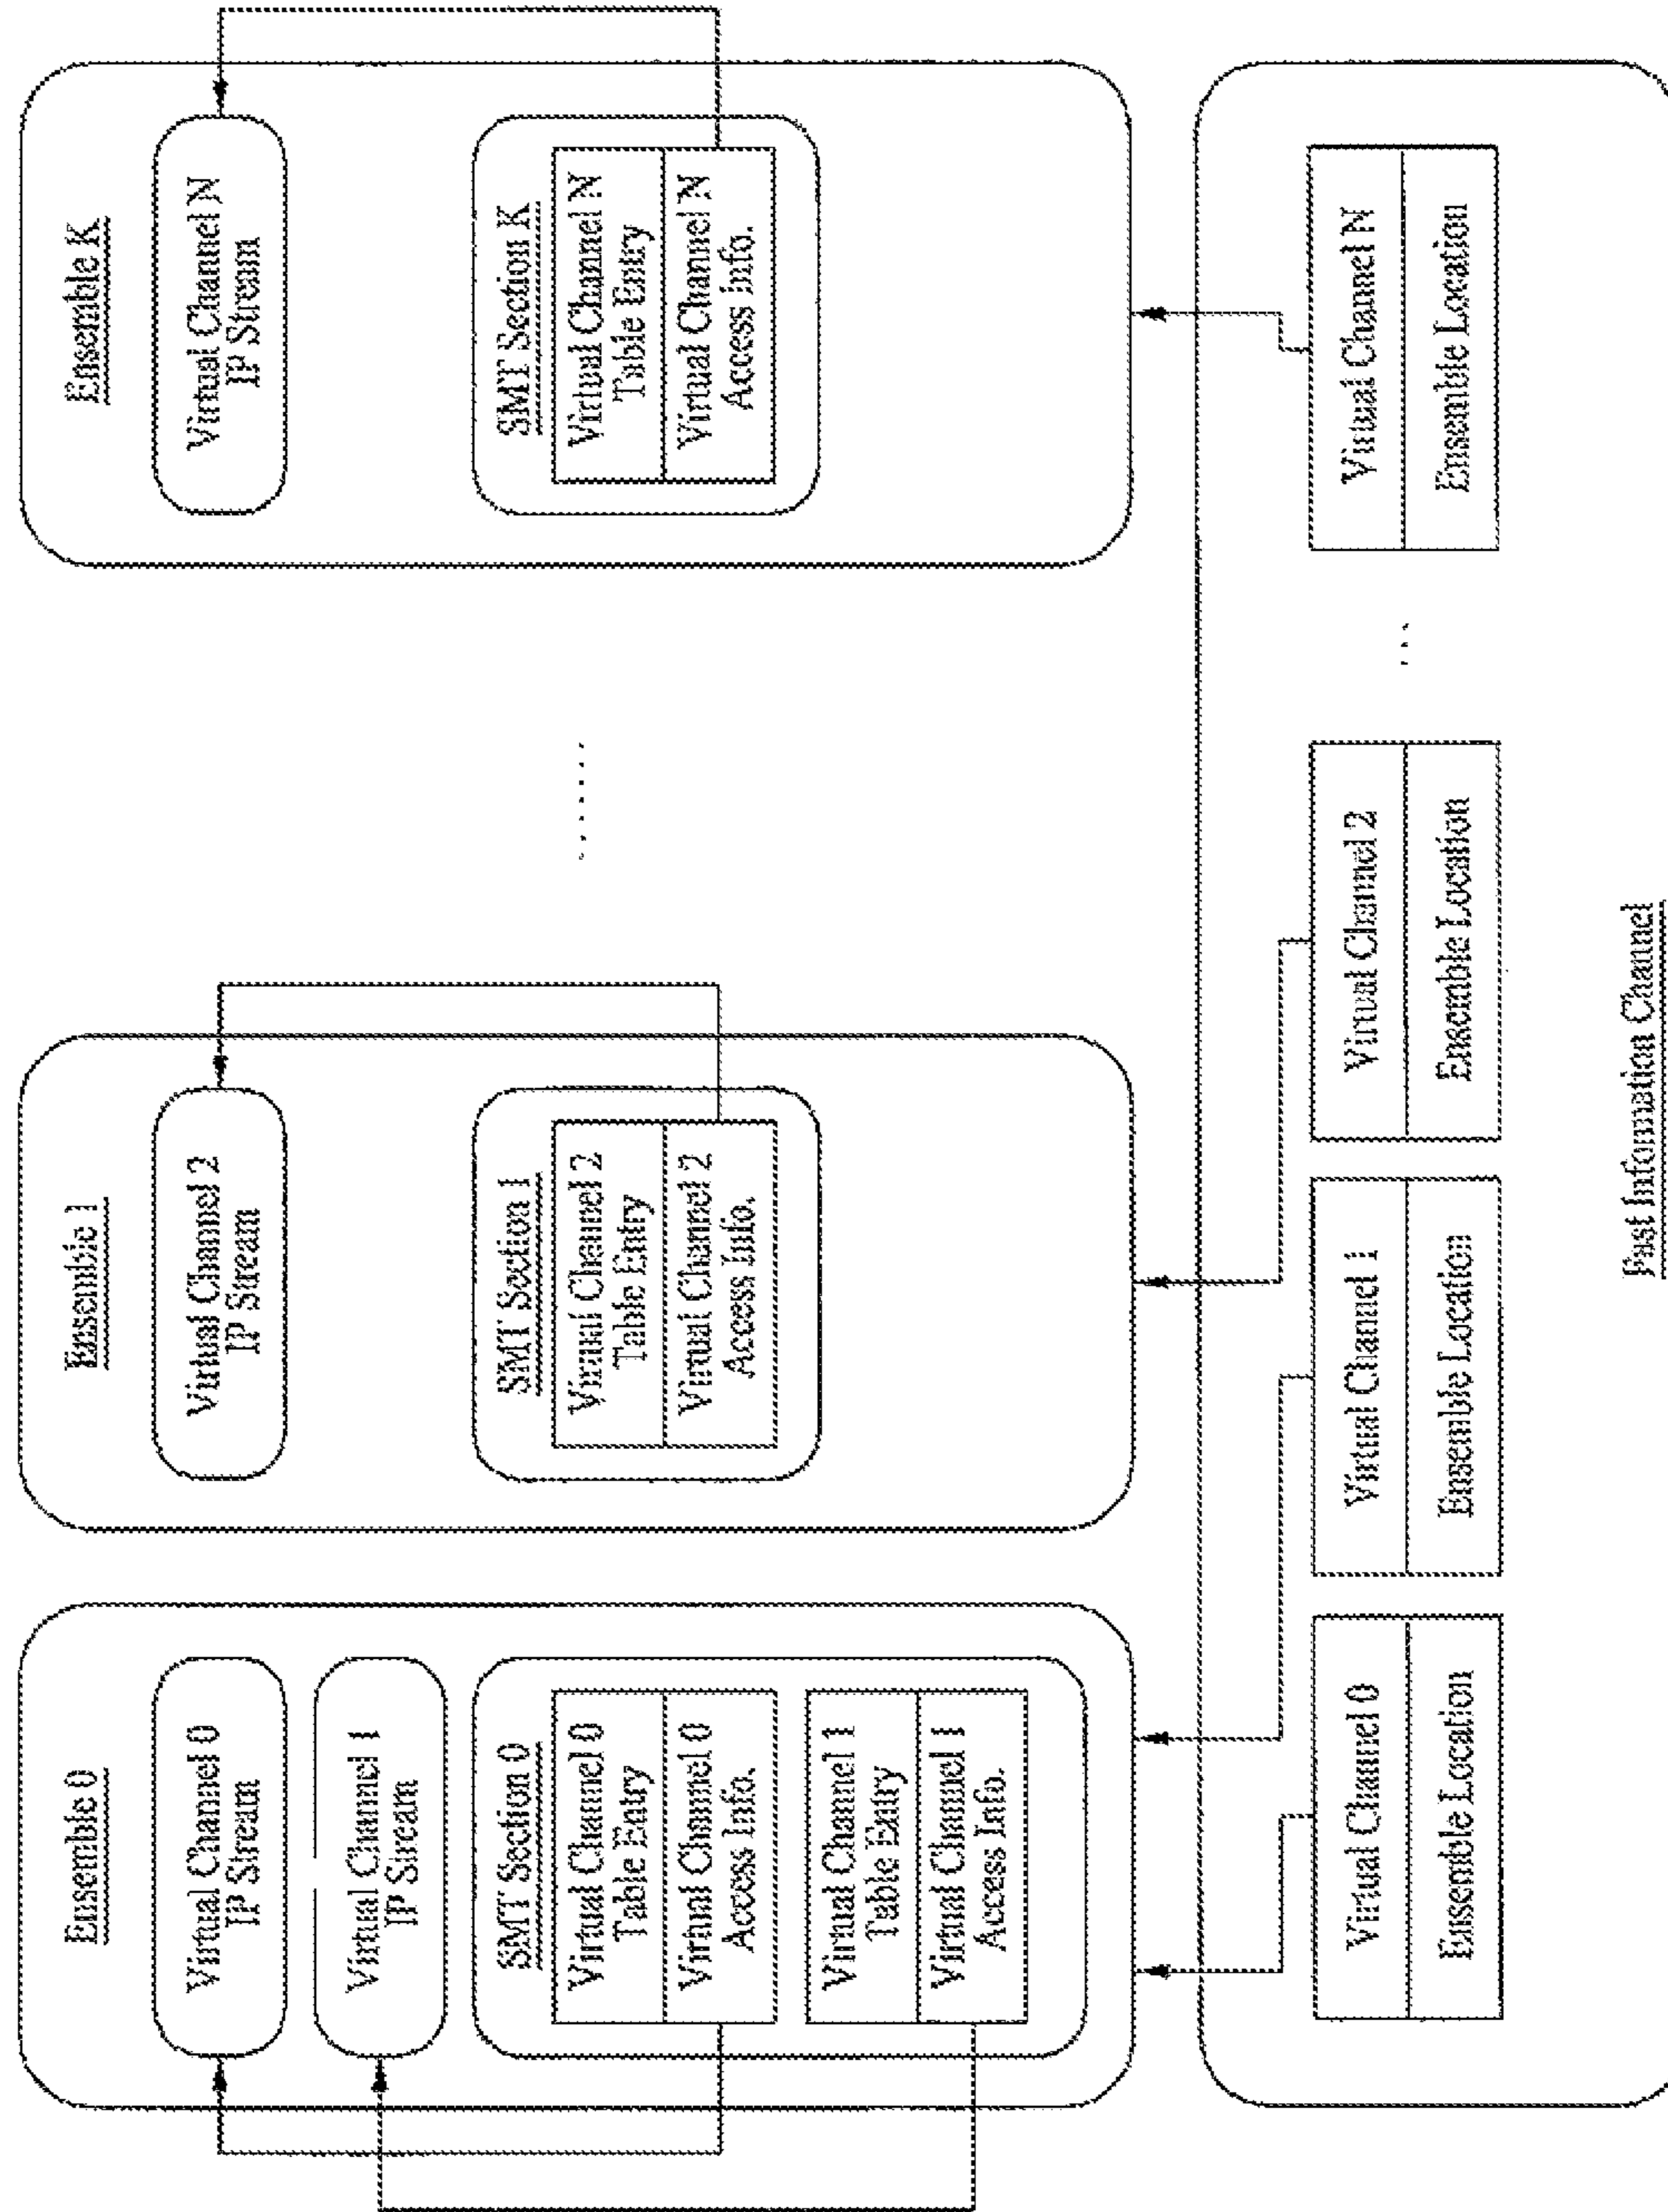 Ensemble 0
Virtual Channel 0
IP Stream
Virtual Channel 1
IP Stream
SMT Section 0
Virtual Channel 0
Table Entry
Virtual Channel 0
Access Info.
Virtual Channel 1
Table Entry
Virtual Channel 1
Access Info.
Ensemble 1
Virtual Channel 2
IP Stream
SMT Section 1
Virtual Channel 2
Table Entry
Virtual Channel 2
Access Info.
......
Ensemble K
Virtual Channel N
IP Stream
SMT Section K
Virtual Channel N
Table Entry
Virtual Channel N
Access Info.
Virtual Channel 0
Ensemble Location
Virtual Channel 1
Ensemble Location
Virtual Channel 2
Ensemble Location
...
Virtual Channel N
Ensemble Location
Fast Information Channel